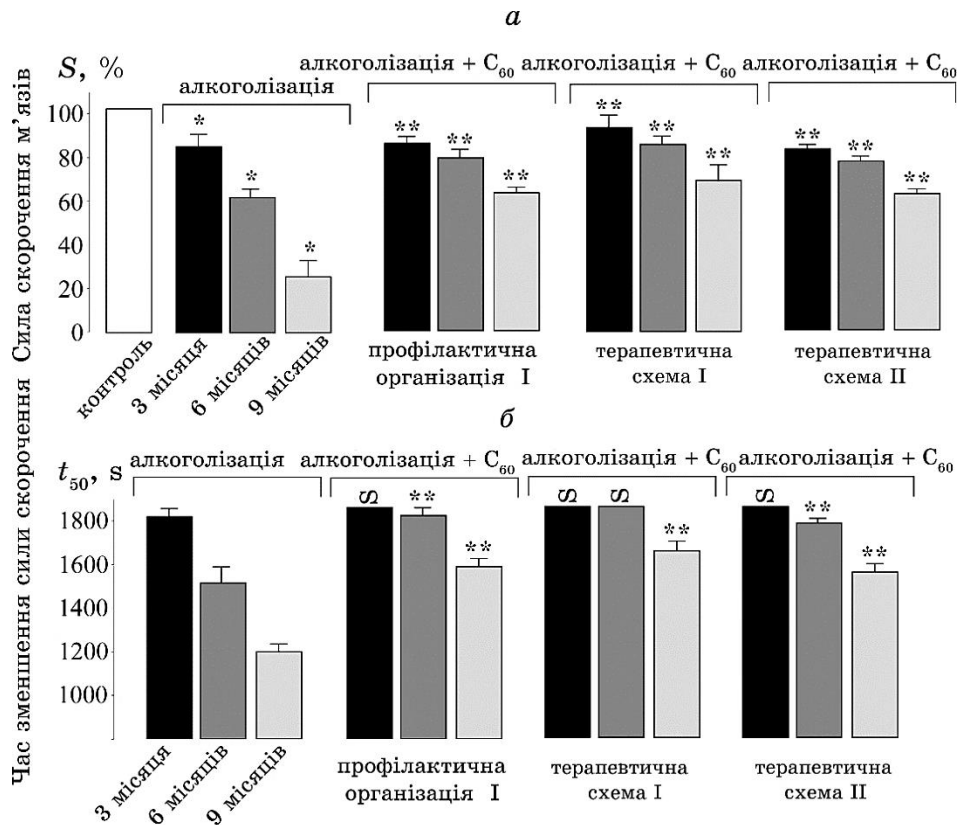 а
S, %
алкоголізація
алкоголізація + C₆₀
алкоголізація + C₆₀
алкоголізація + C₆₀
Сила скорочення м’язів
100
80
60
40
20
0
*
*
*
**
**
**
**
**
**
**
**
**
контроль
3 місяця
6 місяців
9 місяців
профілактична
організація I
терапевтична
схема I
терапевтична
схема II
б
t₅₀, s
алкоголізація
алкоголізація + C₆₀
алкоголізація + C₆₀
алкоголізація + C₆₀
Час зменшення сили скорочення
1800
1600
1400
1200
1000
S
**
**
S
S
**
S
**
**
3 місяця
6 місяців
9 місяців
профілактична
організація I
терапевтична
схема I
терапевтична
схема II